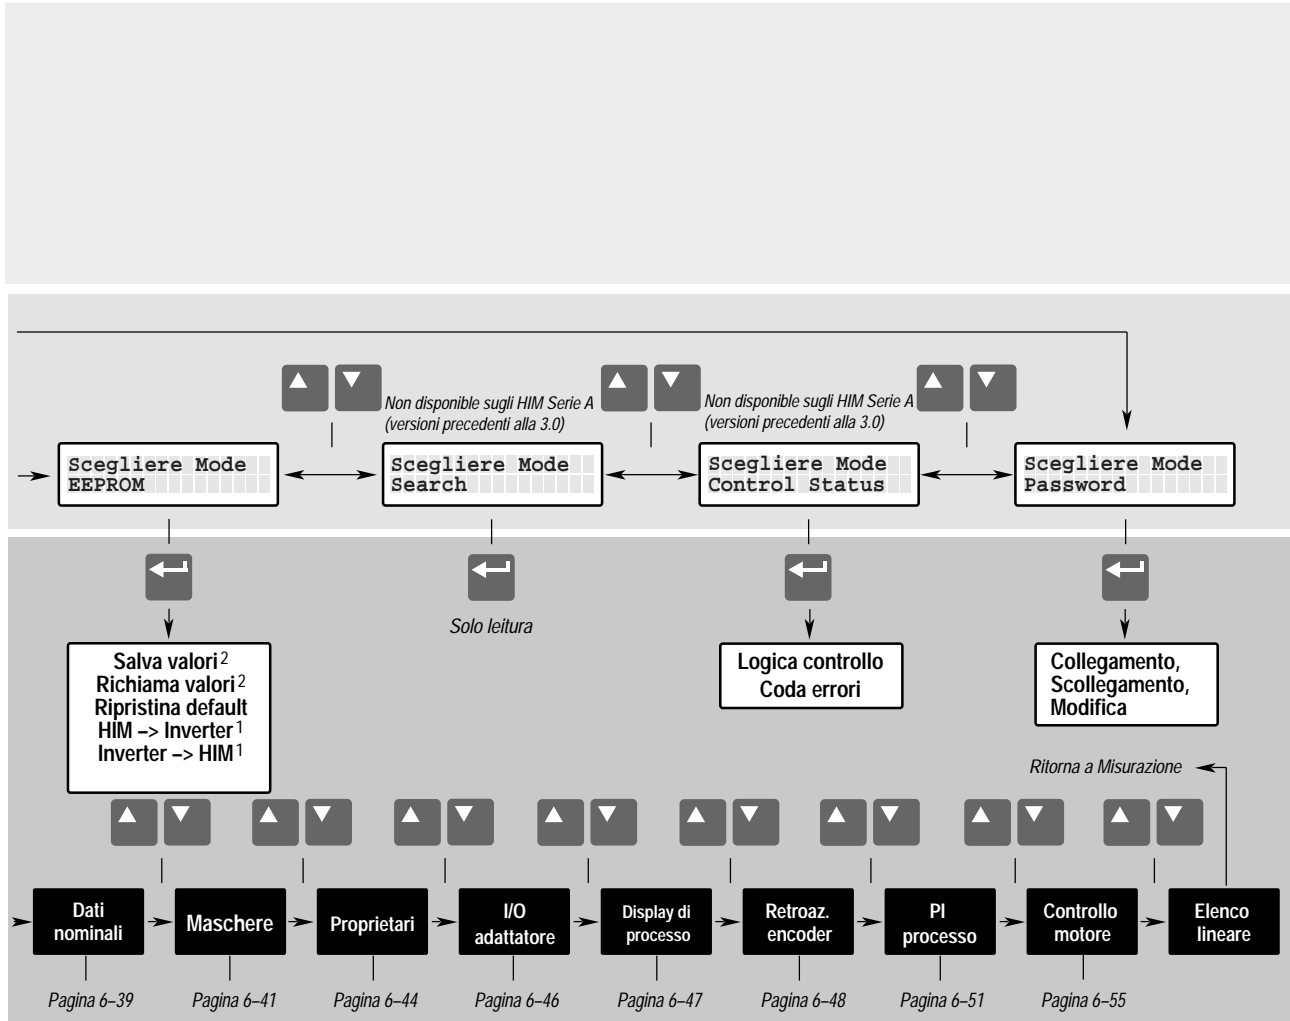 Non disponibile sugli HIM Serie A
(versioni precedenti alla 3.0)
Non disponibile sugli HIM Serie A
(versioni precedenti alla 3.0)
Scegliere Mode
EEPROM
Scegliere Mode
Search
Scegliere Mode
Control Status
Scegliere Mode
Password
Solo leitura
Salva valori 2
Richiama valori 2
Ripristina default
HIM –> Inverter 1
Inverter –> HIM 1
Logica controllo
Coda errori
Collegamento,
Scollegamento,
Modifica
Ritorna a Misurazione
Dati
nominali
Maschere
Proprietari
I/O
adattatore
Display di
processo
Retroaz.
encoder
PI
processo
Controllo
motore
Elenco
lineare
Pagina 6–39
Pagina 6–41
Pagina 6–44
Pagina 6–46
Pagina 6–47
Pagina 6–48
Pagina 6–51
Pagina 6–55